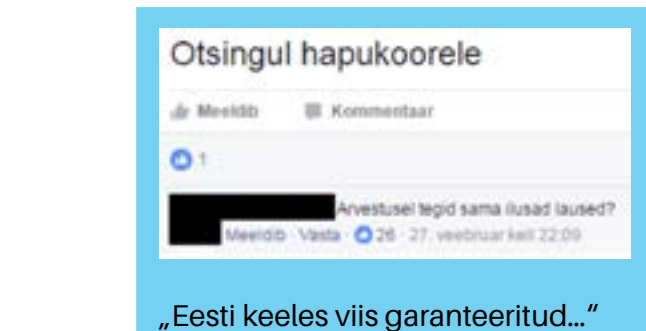 Otsingul hapukoorele
Meeldib Kommentaar
1
Arvestusel tegid sama ilusad laused?
Meeldib · Vasta · 26 · 27. veebruar kell 22:09
„Eesti keeles viis garanteeritud...“